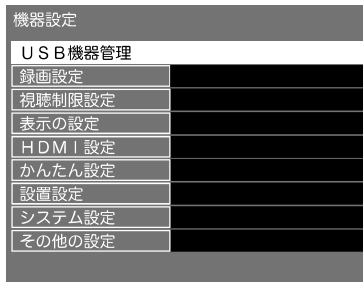 機器設定
ＵＳＢ機器管理
録画設定
視聴制限設定
表示の設定
ＨＤＭＩ設定
かんたん設定
設置設定
システム設定
その他の設定